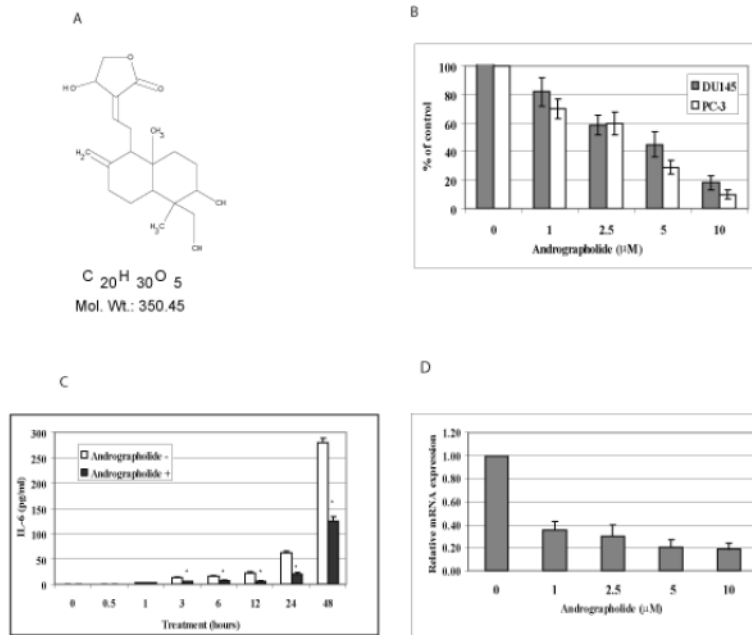 A
O
O
HO
CH3
H2C
OH
H3C
OH
C 20H 30O 5
Mol. Wt.: 350.45
B
% of control
100
80
60
40
20
0
DU145
PC-3
0 1 2.5 5 10
Andrographolide (µM)
C
IL-6 (pg/ml)
300
250
200
150
100
50
0
Andrographolide -
Andrographolide +
* * * * *
0 0.5 1 3 6 12 24 48
Treatment (hours)
D
Relative mRNA expression
1.20
1.00
0.80
0.60
0.40
0.20
0.00
0 1 2.5 5 10
Andrographolide (µM)